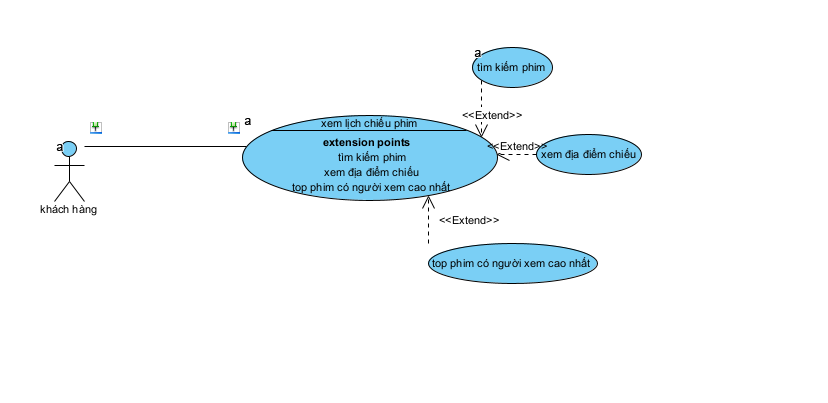 a
tìm kiếm phim
<<Extend>>
a
xem lịch chiếu phim
extension points
tìm kiếm phim
xem địa điểm chiếu
top phim có người xem cao nhất
<<Extend>>
xem địa điểm chiếu
a
khách hàng
<<Extend>>
top phim có người xem cao nhất